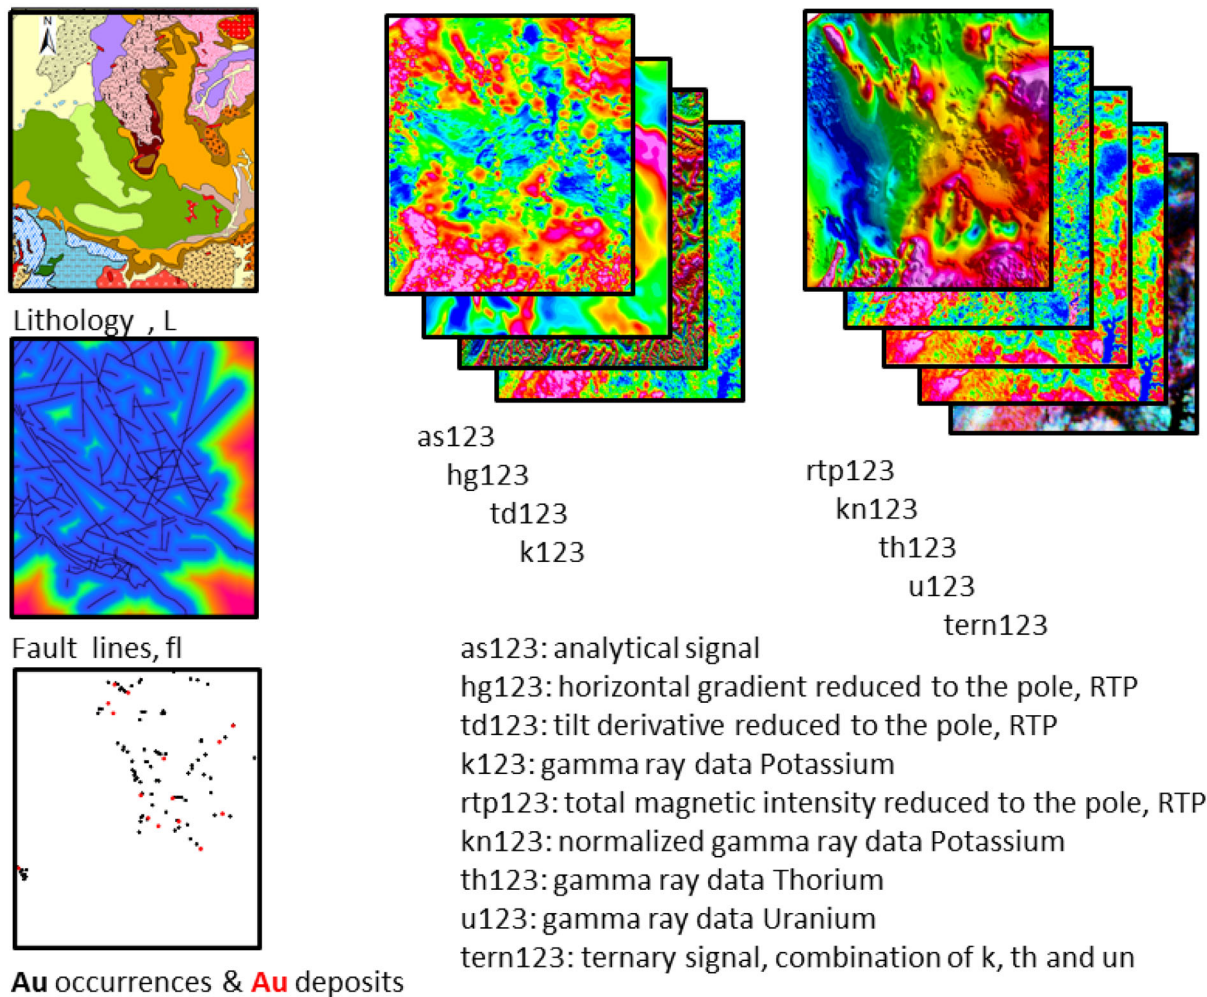 N
Lithology , L
Fault lines, fl
Au occurrences & Au deposits
as123
hg123
td123
k123
rtp123
kn123
th123
u123
tern123
as123: analytical signal
hg123: horizontal gradient reduced to the pole, RTP
td123: tilt derivative reduced to the pole, RTP
k123: gamma ray data Potassium
rtp123: total magnetic intensity reduced to the pole, RTP
kn123: normalized gamma ray data Potassium
th123: gamma ray data Thorium
u123: gamma ray data Uranium
tern123: ternary signal, combination of k, th and un